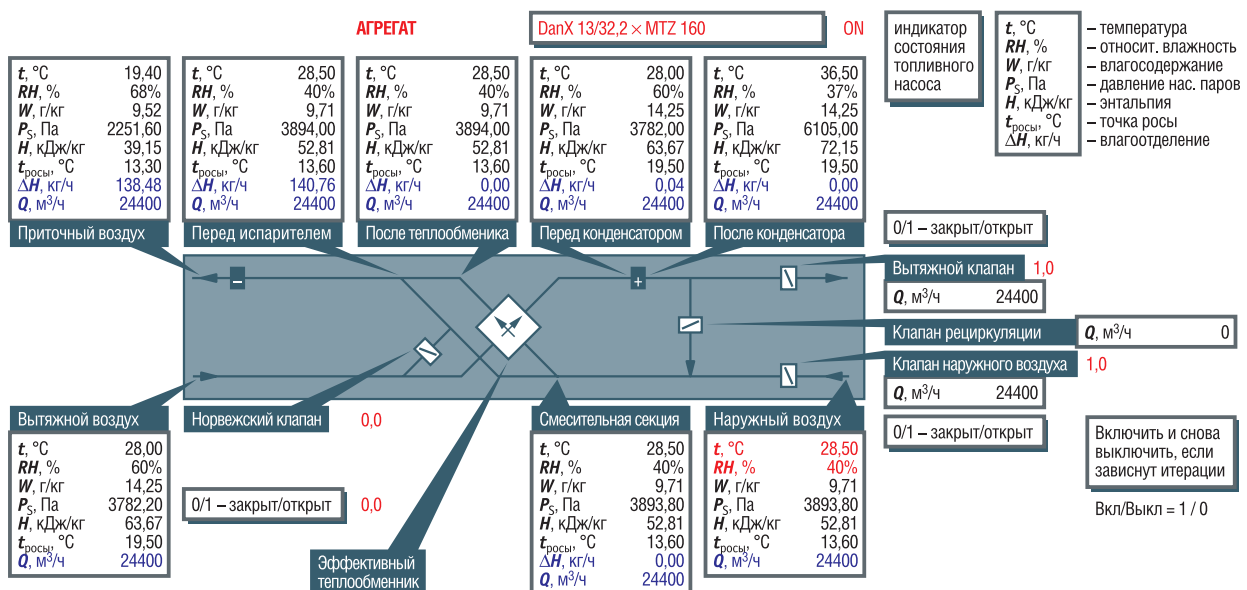 АГРЕГАТ
DanX 13/32,2 × MTZ 160
ON
индикатор
состояния
топливного
насоса
t, °C – температура
RH, % – относит. влажность
W, г/кг – влагосодержание
PS, Па – давление нас. паров
H, кДж/кг – энтальпия
tросы, °C – точка росы
ΔH, кг/ч – влагоотделение
t, °C 19,40
RH, % 68%
W, г/кг 9,52
PS, Па 2251,60
H, кДж/кг 39,15
tросы, °C 13,30
ΔH, кг/ч 138,48
Q, м³/ч 24400
Приточный воздух
t, °C 28,50
RH, % 40%
W, г/кг 9,71
PS, Па 3894,00
H, кДж/кг 52,81
tросы, °C 13,60
ΔH, кг/ч 140,76
Q, м³/ч 24400
Перед испарителем
t, °C 28,50
RH, % 40%
W, г/кг 9,71
PS, Па 3894,00
H, кДж/кг 52,81
tросы, °C 13,60
ΔH, кг/ч 0,00
Q, м³/ч 24400
После теплообменика
t, °C 28,00
RH, % 60%
W, г/кг 14,25
PS, Па 3782,00
H, кДж/кг 63,67
tросы, °C 19,50
ΔH, кг/ч 0,04
Q, м³/ч 24400
Перед конденсатором
t, °C 36,50
RH, % 37%
W, г/кг 14,25
PS, Па 6105,00
H, кДж/кг 72,15
tросы, °C 19,50
ΔH, кг/ч 0,00
Q, м³/ч 24400
После конденсатора
0/1 – закрыт/открыт
Вытяжной клапан 1,0
Q, м³/ч 24400
Клапан рециркуляции
Q, м³/ч 0
Клапан наружного воздуха 1,0
Q, м³/ч 24400
0/1 – закрыт/открыт
– +
Вытяжной воздух
t, °C 28,00
RH, % 60%
W, г/кг 14,25
PS, Па 3782,20
H, кДж/кг 63,67
tросы, °C 19,50
Q, м³/ч 24400
Норвежский клапан 0,0
0/1 – закрыт/открыт 0,0
Эффективный
теплообменник
Смесительная секция
t, °C 28,50
RH, % 40%
W, г/кг 9,71
PS, Па 3893,80
H, кДж/кг 52,81
tросы, °C 13,60
ΔH, кг/ч 0,00
Q, м³/ч 24400
Наружный воздух
t, °C 28,50
RH, % 40%
W, г/кг 9,71
PS, Па 3893,80
H, кДж/кг 52,81
tросы, °C 13,60
Q, м³/ч 24400
Включить и снова
выключить, если
зависнут итерации
Вкл/Выкл = 1 / 0